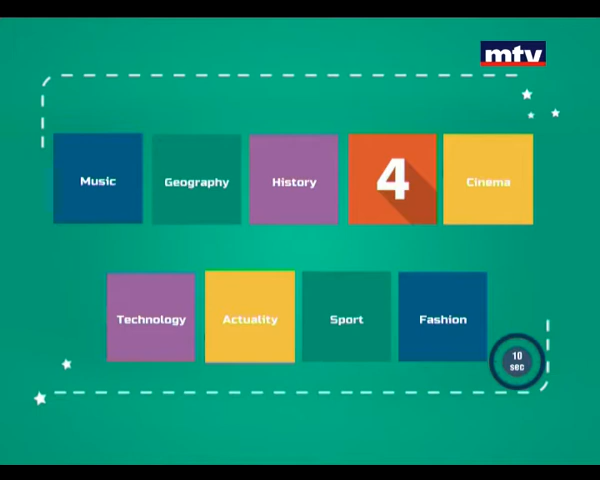 mtv
Music
Geography
History
4
Cinema
Technology
Actuality
Sport
Fashion
10
sec